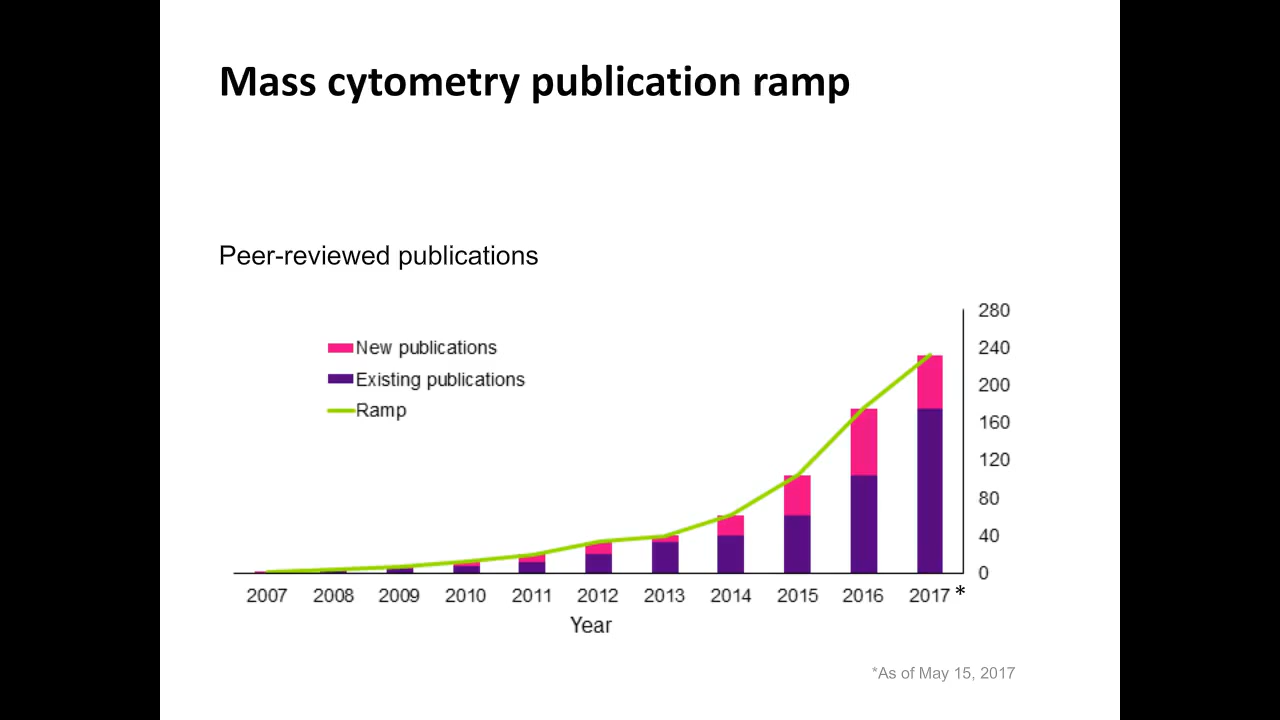 Mass cytometry publication ramp
Peer-reviewed publications
New publications
Existing publications
Ramp
280
240
200
160
120
80
40
0
2007 2008 2009 2010 2011 2012 2013 2014 2015 2016 2017 *
Year
*As of May 15, 2017